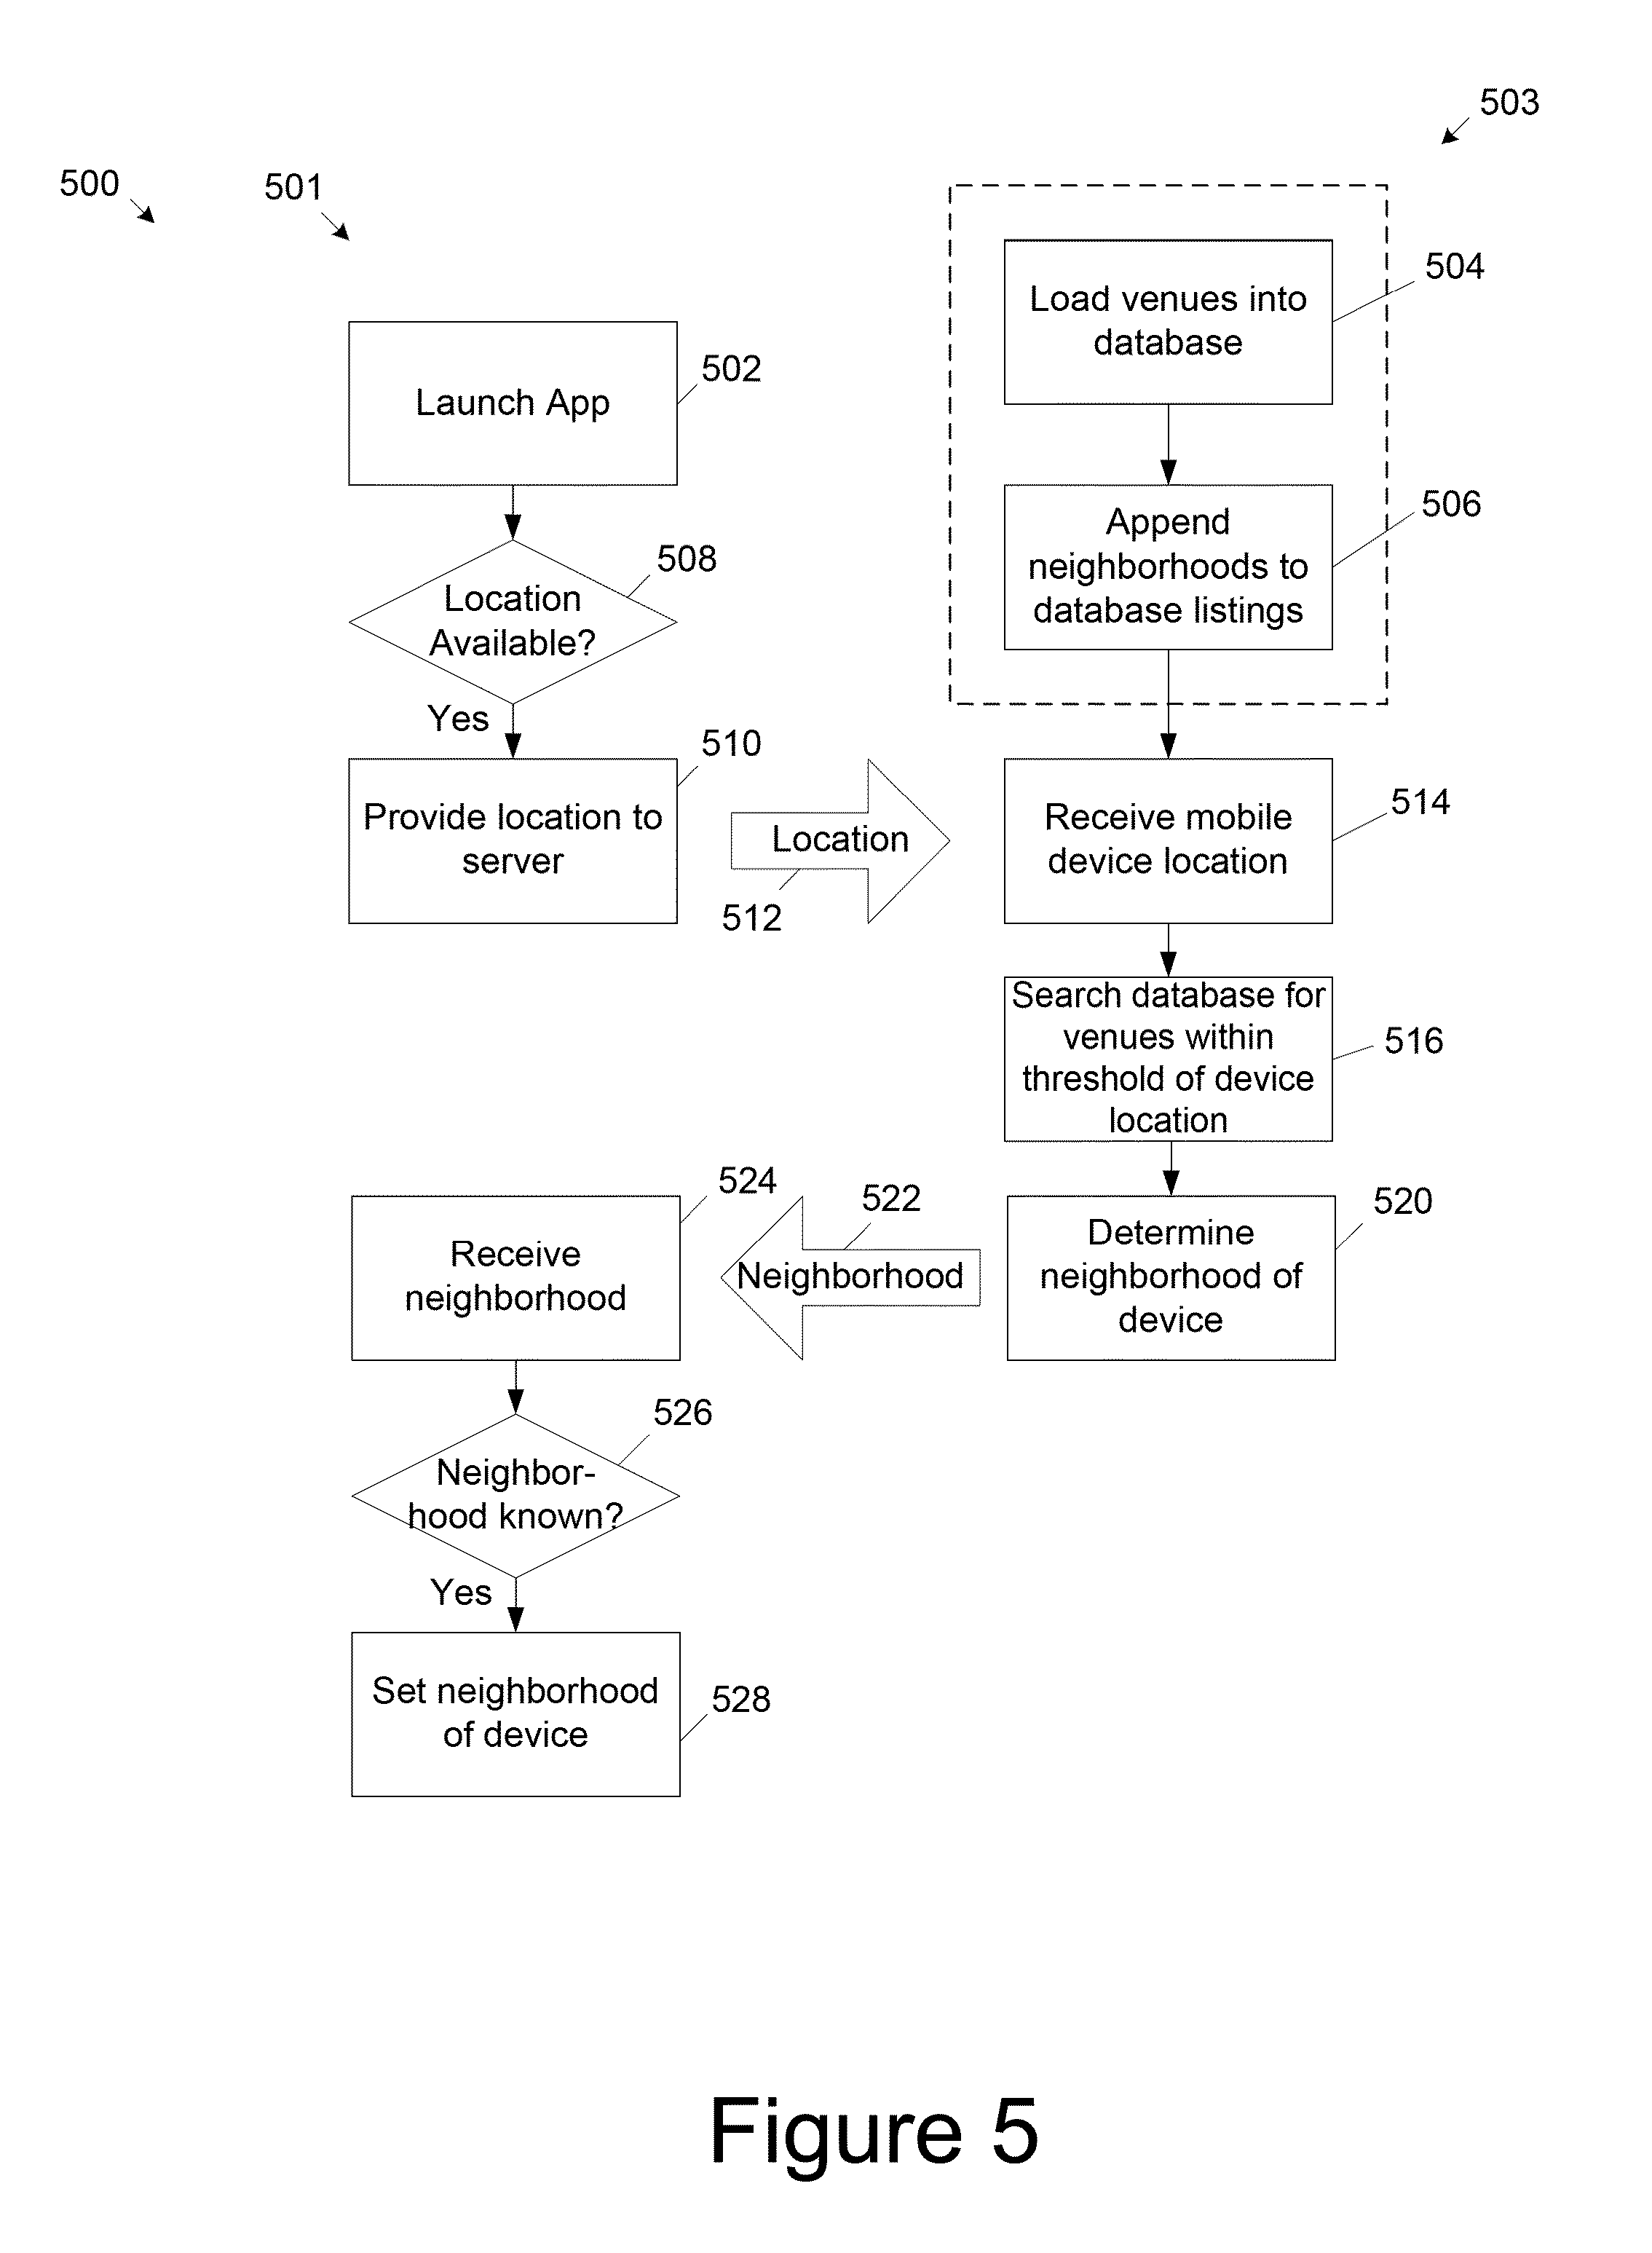 503
500
501
504
Load venues into
database
502
Launch App
506
Append
neighborhoods to
database listings
508
Location
Available?
Yes
510
Provide location to
server
Location
512
514
Receive mobile
device location
516
Search database for
venues within
threshold of device
location
520
Determine
neighborhood of
device
522
Neighborhood
524
Receive
neighborhood
526
Neighbor-
hood known?
Yes
528
Set neighborhood
of device
Figure 5